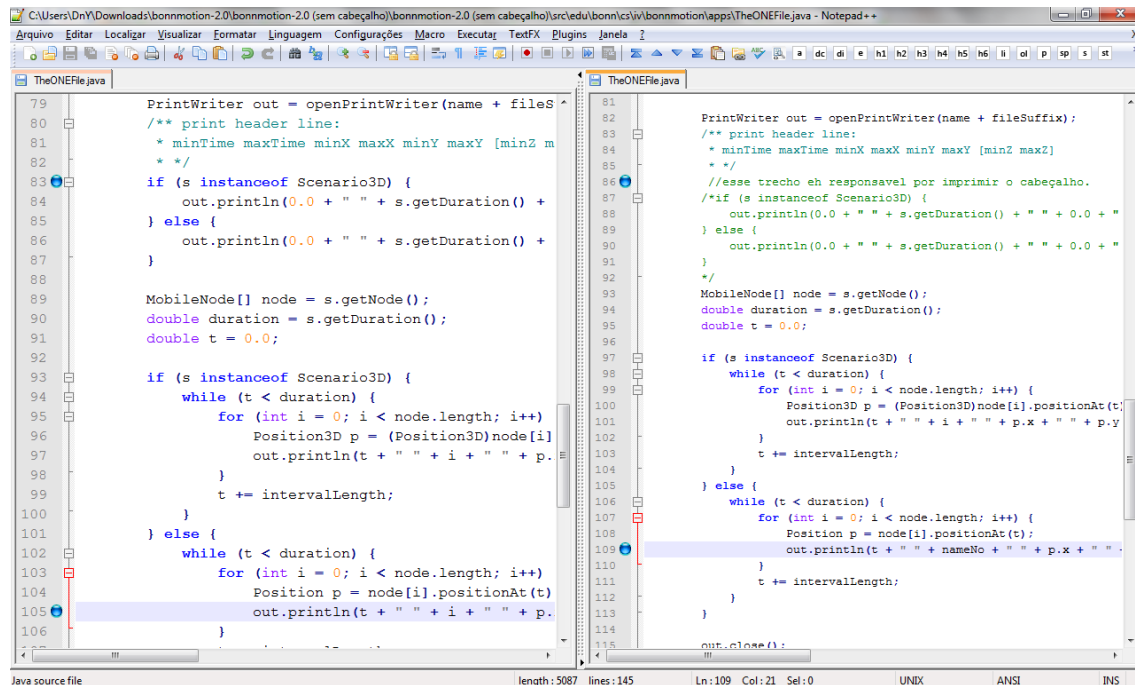 C:\Users\DnY\Downloads\bonnmotion-2.0\bonnmotion-2.0 (sem cabeçalho)\bonnmotion-2.0 (sem cabeçalho)\src\edu\bonn\cs\iv\bonnmotion\apps\TheONEFile.java - Notepad++
Arquivo Editar Localizar Visualizar Formatar Linguagem Configurações Macro Executar TextFX Plugins Janela ?
a dc di e h1 h2 h3 h4 h5 h6 li ol p sp s st
TheONEFile.java
79 PrintWriter out = openPrintWriter(name + fileS
80 /** print header line:
81 * minTime maxTime minX maxX minY maxY [minZ m
82 * */
83 if (s instanceof Scenario3D) {
84 out.println(0.0 + " " + s.getDuration() +
85 } else {
86 out.println(0.0 + " " + s.getDuration() +
87 }
88
89 MobileNode[] node = s.getNode();
90 double duration = s.getDuration();
91 double t = 0.0;
92
93 if (s instanceof Scenario3D) {
94 while (t < duration) {
95 for (int i = 0; i < node.length; i++)
96 Position3D p = (Position3D)node[i]
97 out.println(t + " " + i + " " + p.
98 }
99 t += intervalLength;
100 }
101 } else {
102 while (t < duration) {
103 for (int i = 0; i < node.length; i++)
104 Position p = node[i].positionAt(t)
105 out.println(t + " " + i + " " + p.
106 }
TheONEFile.java
81
82 PrintWriter out = openPrintWriter(name + fileSuffix);
83 /** print header line:
84 * minTime maxTime minX maxX minY maxY [minZ maxZ]
85 * */
86 //esse trecho eh responsavel por imprimir o cabeçalho.
87 /*if (s instanceof Scenario3D) {
88 out.println(0.0 + " " + s.getDuration() + " " + 0.0 + "
89 } else {
90 out.println(0.0 + " " + s.getDuration() + " " + 0.0 + "
91 }
92 */
93 MobileNode[] node = s.getNode();
94 double duration = s.getDuration();
95 double t = 0.0;
96
97 if (s instanceof Scenario3D) {
98 while (t < duration) {
99 for (int i = 0; i < node.length; i++) {
100 Position3D p = (Position3D)node[i].positionAt(t)
101 out.println(t + " " + i + " " + p.x + " " + p.y
102 }
103 t += intervalLength;
104 }
105 } else {
106 while (t < duration) {
107 for (int i = 0; i < node.length; i++) {
108 Position p = node[i].positionAt(t);
109 out.println(t + " " + nameNo + " " + p.x + " " +
110 }
111 t += intervalLength;
112 }
113 }
114
115 out.close();
Java source file length : 5087 lines : 145 Ln : 109 Col : 21 Sel : 0 UNIX ANSI INS